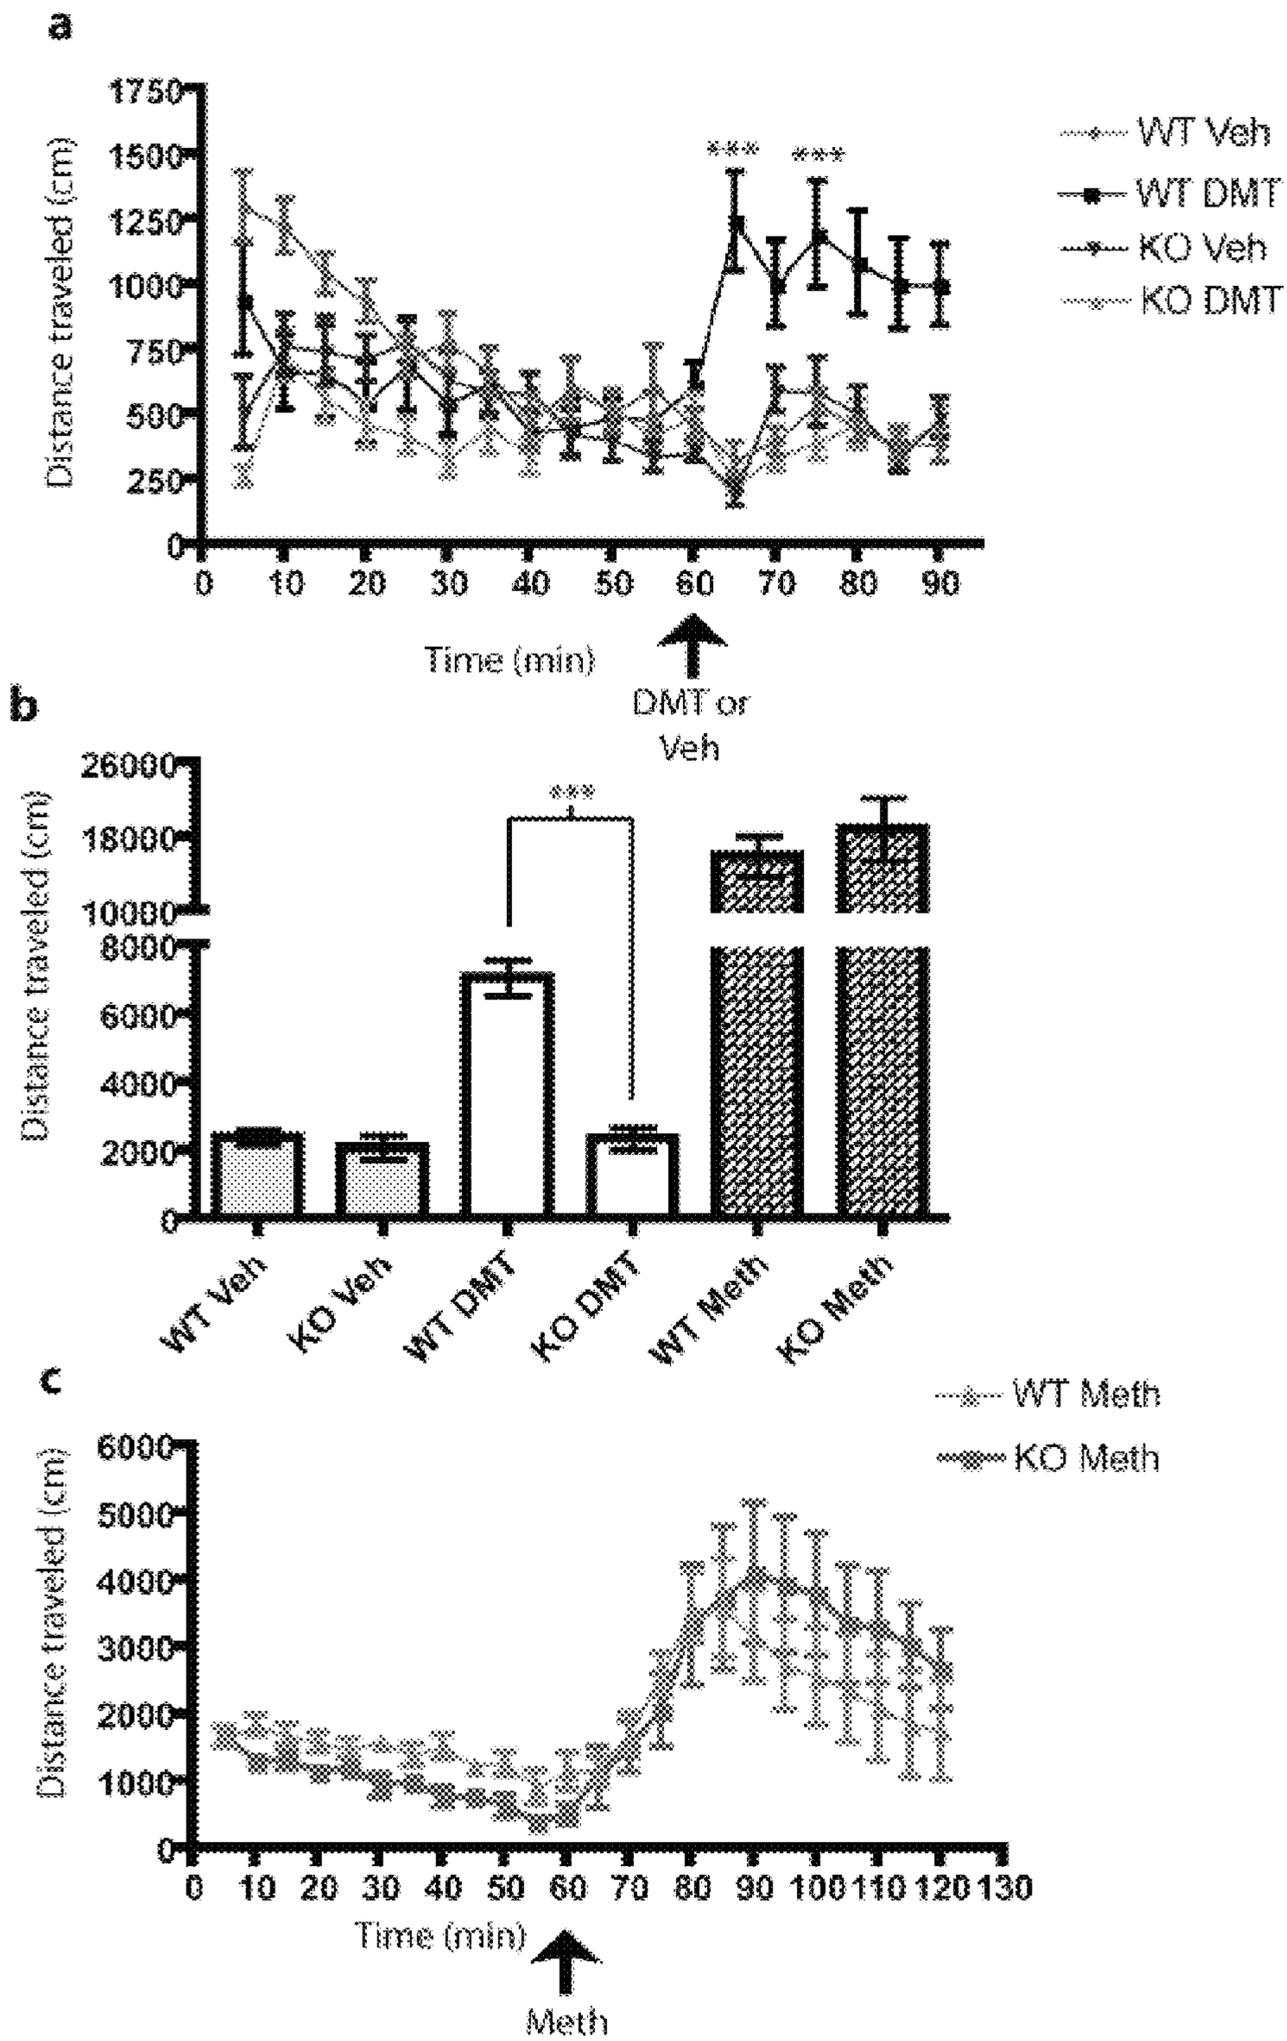 a
Distance traveled (cm)
1750
1500
1250
1000
750
500
250
0
*** ***
WT Veh
WT DMT
KO Veh
KO DMT
0 10 20 30 40 50 60 70 80 90
Time (min)
DMT or
Veh
b
Distance traveled (cm)
26000
18000
10000
8000
6000
4000
2000
0
***
WT Veh
KO Veh
WT DMT
KO DMT
WT Meth
KO Meth
c
WT Meth
KO Meth
Distance traveled (cm)
6000
5000
4000
3000
2000
1000
0
0 10 20 30 40 50 60 70 80 90 100 110 120 130
Time (min)
Meth